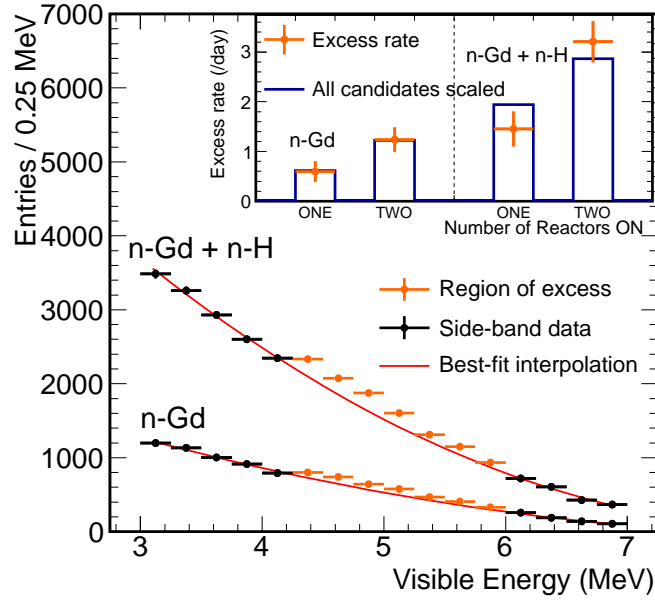 Entries / 0.25 MeV
7000
6000
5000
4000
3000
2000
1000
0
Excess rate (/day)
3
2
1
0
Excess rate
All candidates scaled
n-Gd
n-Gd + n-H
ONE
TWO
ONE
TWO
Number of Reactors ON
n-Gd + n-H
n-Gd
Region of excess
Side-band data
Best-fit interpolation
3
4
5
6
7
Visible Energy (MeV)